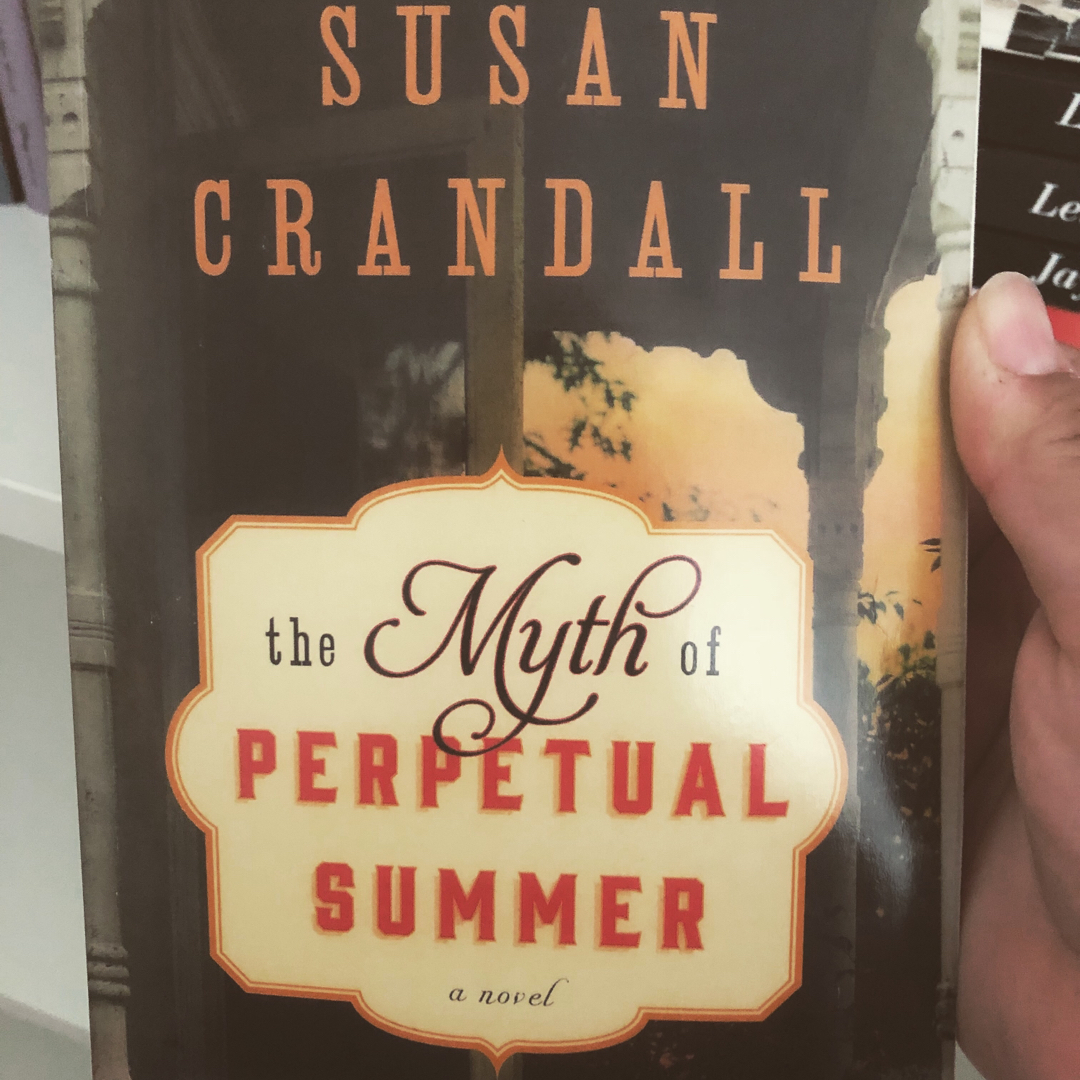 SUSAN
CRANDALL
the Myth of
PERPETUAL
SUMMER
a novel